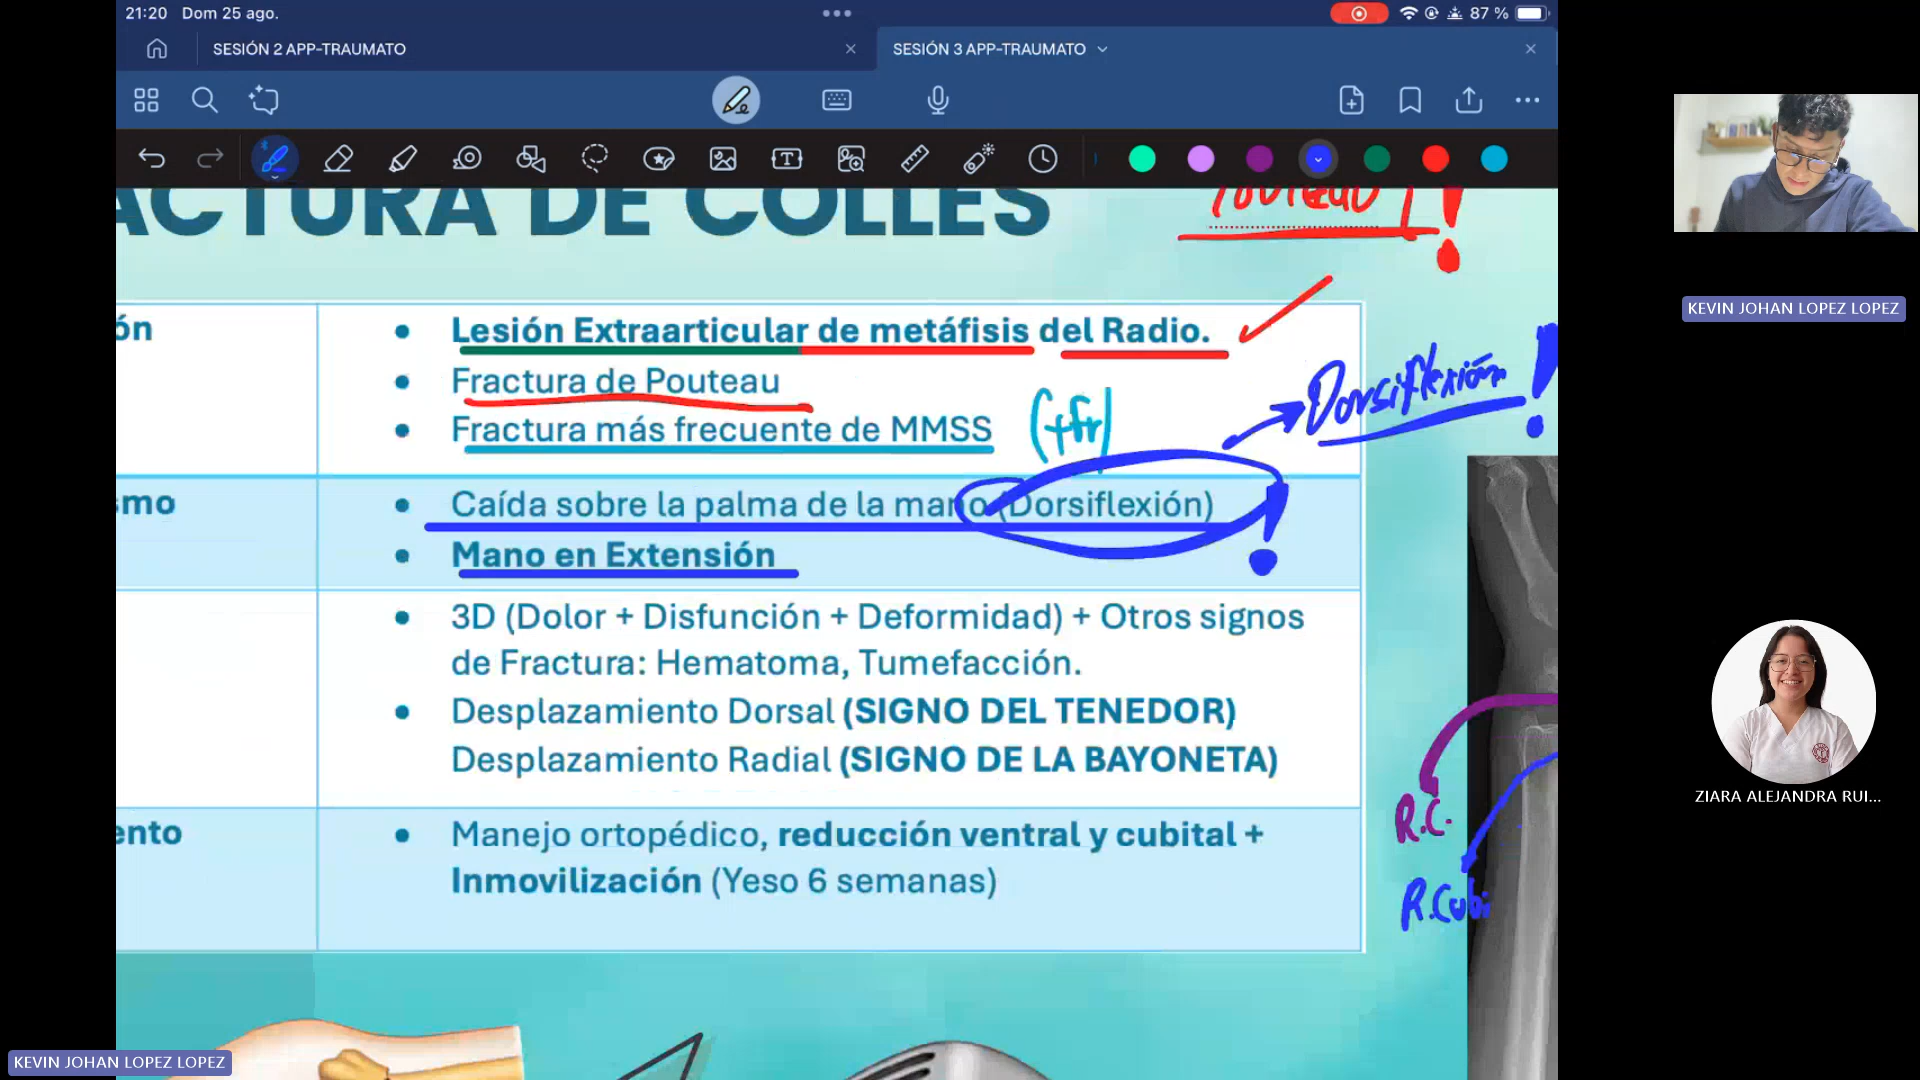 21:20 Dom 25 ago.
87 %
SESIÓN 2 APP-TRAUMATO
SESIÓN 3 APP-TRAUMATO
ACTURA DE COLLES
Pouteau
ón
Lesión Extraarticular de metáfisis del Radio.
Fractura de Pouteau
Fractura más frecuente de MMSS
(+fr)
Dorsiflexión!
smo
Caída sobre la palma de la mano (Dorsiflexión)
Mano en Extensión
3D (Dolor + Disfunción + Deformidad) + Otros signos
de Fractura: Hematoma, Tumefacción.
Desplazamiento Dorsal (SIGNO DEL TENEDOR)
Desplazamiento Radial (SIGNO DE LA BAYONETA)
ento
Manejo ortopédico, reducción ventral y cubital +
Inmovilización (Yeso 6 semanas)
R.C.
R.Cubi
KEVIN JOHAN LOPEZ LOPEZ
ZIARA ALEJANDRA RUI...
KEVIN JOHAN LOPEZ LOPEZ